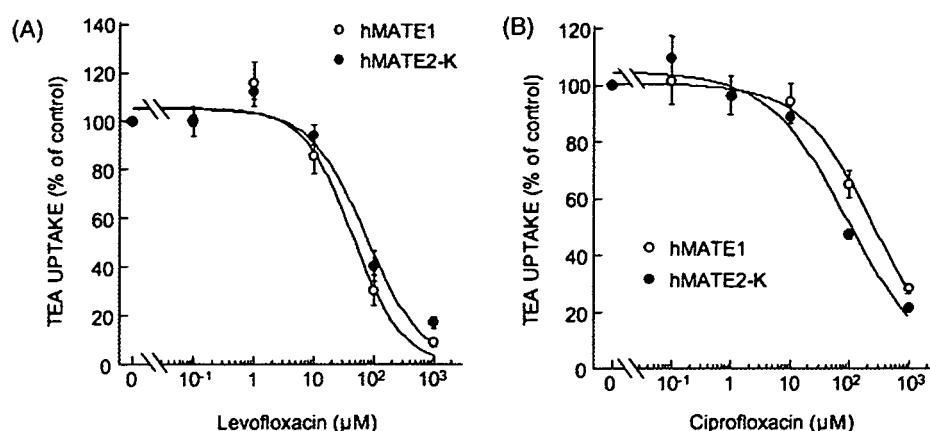 (A)
TEA UPTAKE (% of control)
140
120
100
80
60
40
20
0
hMATE1
hMATE2-K
0 10⁻¹ 1 10 10² 10³
Levofloxacin (µM)
(B)
TEA UPTAKE (% of control)
120
100
80
60
40
20
0
hMATE1
hMATE2-K
0 10⁻¹ 1 10 10² 10³
Ciprofloxacin (µM)